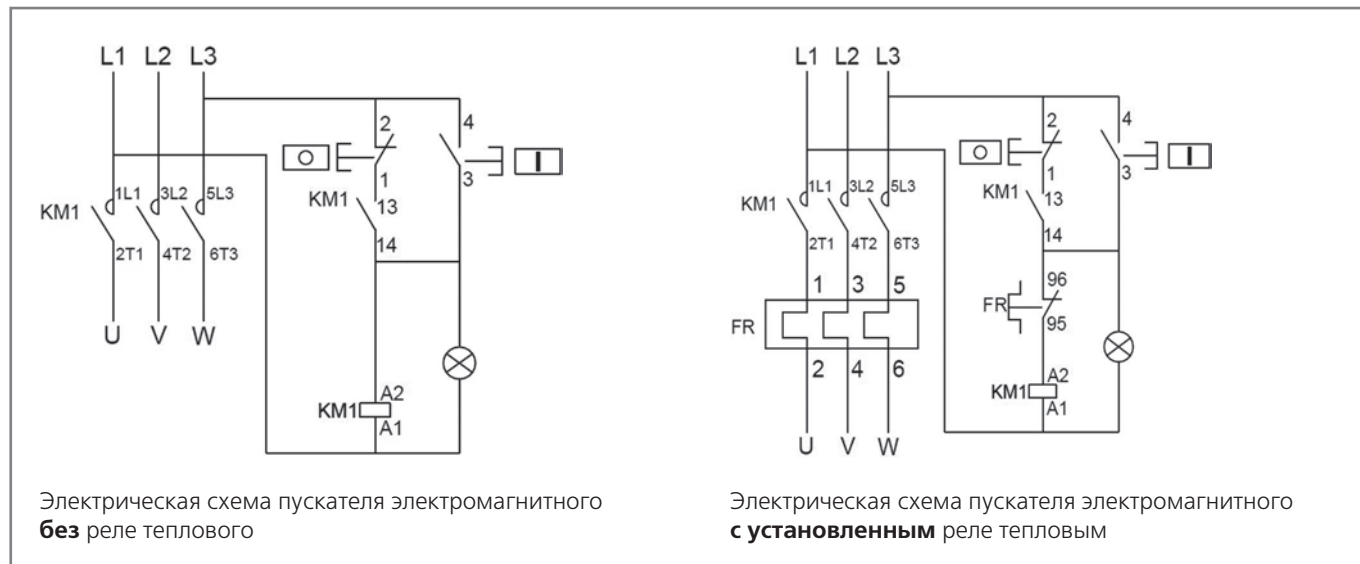 L1 L2 L3
2
4
1
3
KM1
1L1 3L2 5L3
KM1
13
2T1 4T2 6T3
14
U V W
A2
KM1
A1
Электрическая схема пускателя электромагнитного
без реле теплового
L1 L2 L3
2
4
1
3
KM1
1L1 3L2 5L3
KM1
13
2T1 4T2 6T3
14
1 3 5
96
FR
FR
95
2 4 6
A2
KM1
A1
U V W
Электрическая схема пускателя электромагнитного
с установленным реле тепловым